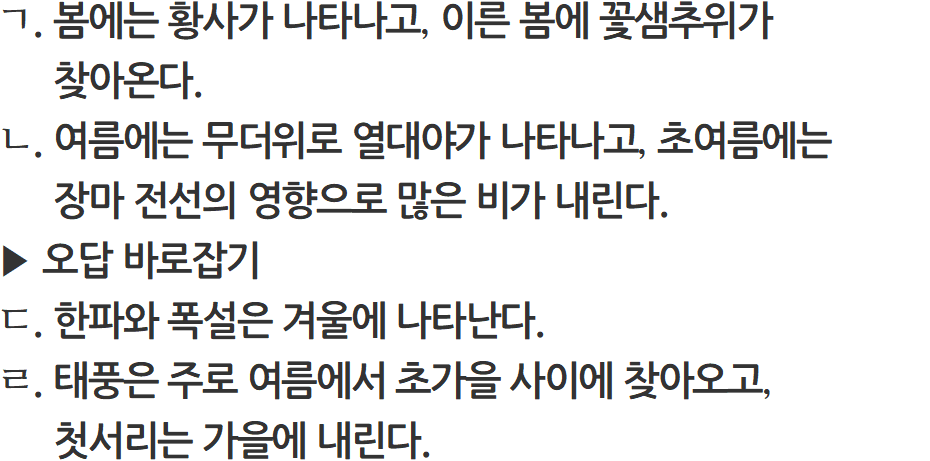 ㄱ. 봄에는 황사가 나타나고, 이른 봄에 꽃샘추위가
찾아온다.
ㄴ. 여름에는 무더위로 열대야가 나타나고, 초여름에는
장마 전선의 영향으로 많은 비가 내린다.
▶ 오답 바로잡기
ㄷ. 한파와 폭설은 겨울에 나타난다.
ㄹ. 태풍은 주로 여름에서 초가을 사이에 찾아오고,
첫서리는 가을에 내린다.